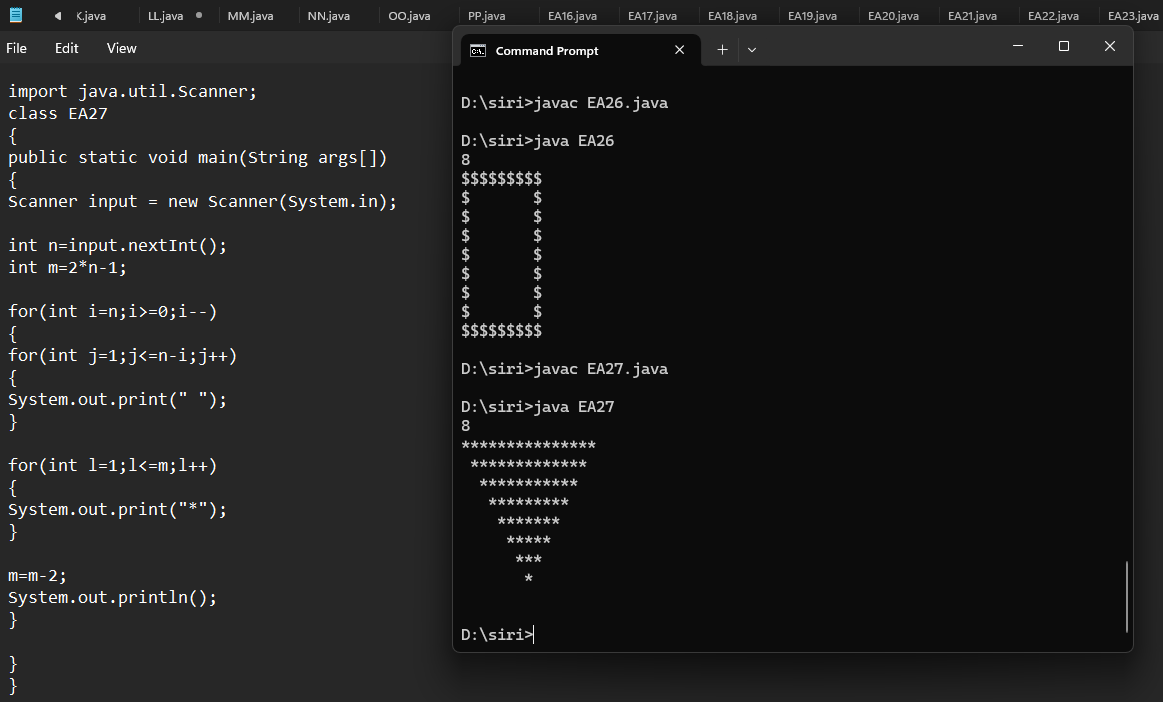 K.java LL.java MM.java NN.java OO.java PP.java EA16.java EA17.java EA18.java EA19.java EA20.java EA21.java EA22.java EA23.java
File Edit View
import java.util.Scanner;
class EA27
{
public static void main(String args[])
{
Scanner input = new Scanner(System.in);

int n=input.nextInt();
int m=2*n-1;

for(int i=n;i>=0;i--)
{
for(int j=1;j<=n-i;j++)
{
System.out.print(" ");
}

for(int l=1;l<=m;l++)
{
System.out.print("*");
}

m=m-2;
System.out.println();
}

}
}
Command Prompt
D:\siri>javac EA26.java

D:\siri>java EA26
8
$$$$$$$$$
$       $
$       $
$       $
$       $
$       $
$       $
$       $
$$$$$$$$$

D:\siri>javac EA27.java

D:\siri>java EA27
8
***************
 *************
  ***********
   *********
    *******
     *****
      ***
       *

D:\siri>